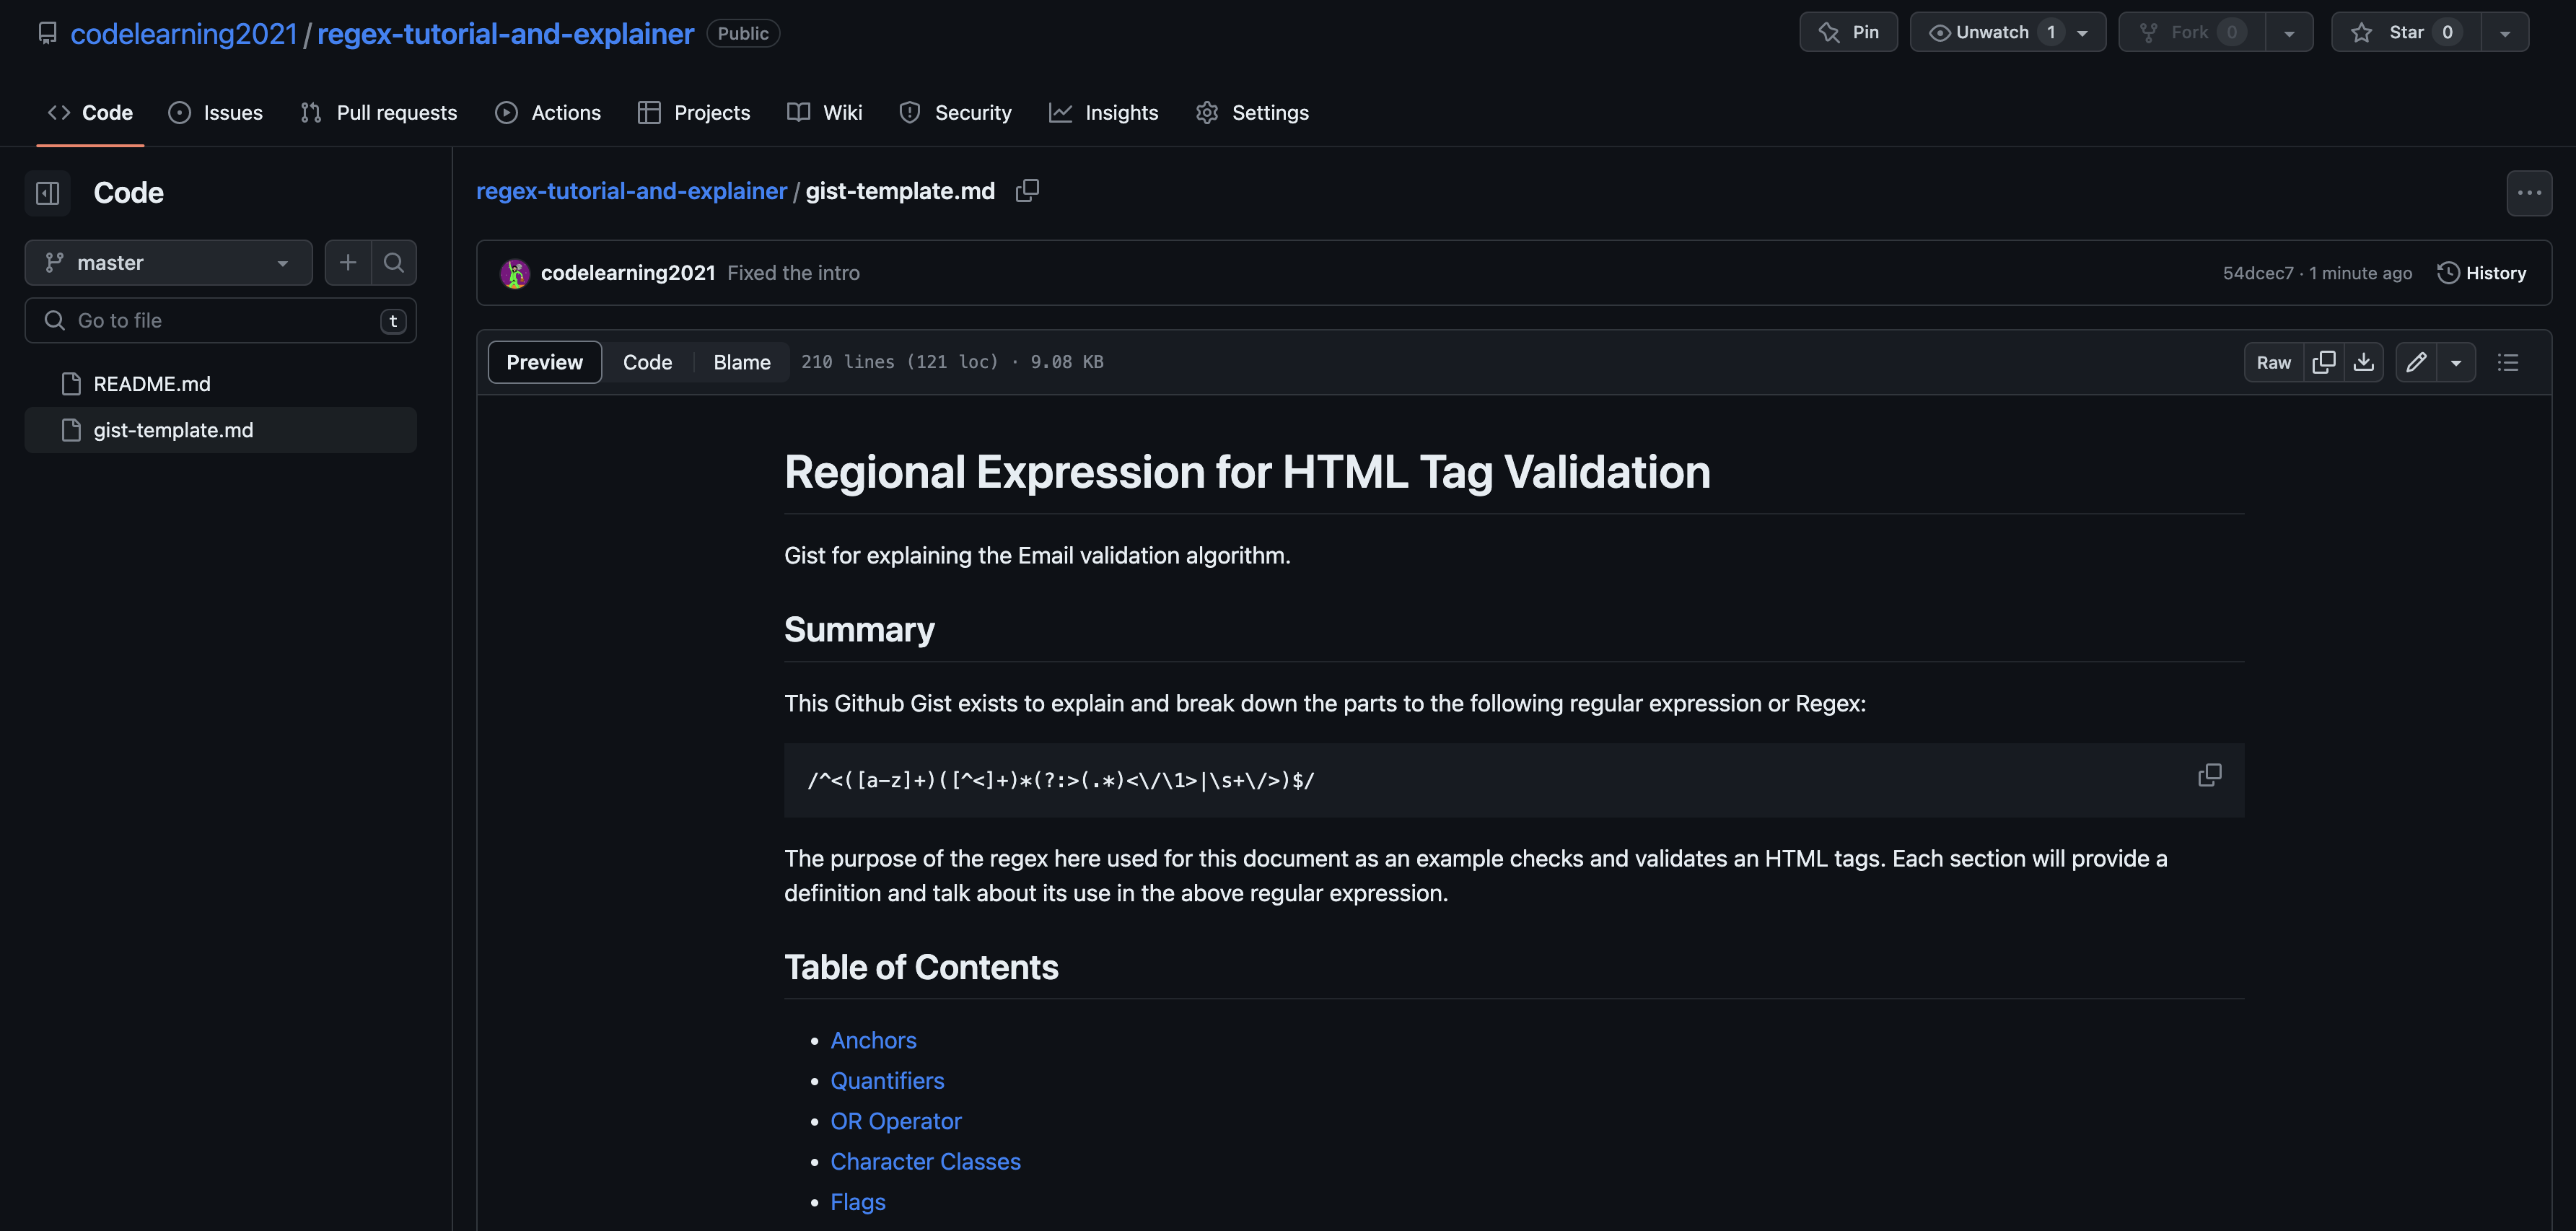 codelearning2021 / regex-tutorial-and-explainer Public
Pin Unwatch 1 Fork 0 Star 0
Code Issues Pull requests Actions Projects Wiki Security Insights Settings
Code
master
Go to file t
README.md
gist-template.md
regex-tutorial-and-explainer / gist-template.md
codelearning2021 Fixed the intro 54dcec7 · 1 minute ago History
Preview Code Blame 210 lines (121 loc) · 9.08 KB Raw
Regional Expression for HTML Tag Validation
Gist for explaining the Email validation algorithm.
Summary
This Github Gist exists to explain and break down the parts to the following regular expression or Regex:
/^<([a-z]+)([^<]+)*(?:>(.*)<\/\1>|\s+\/>)$/
The purpose of the regex here used for this document as an example checks and validates an HTML tags. Each section will provide a
definition and talk about its use in the above regular expression.
Table of Contents
• Anchors
• Quantifiers
• OR Operator
• Character Classes
• Flags